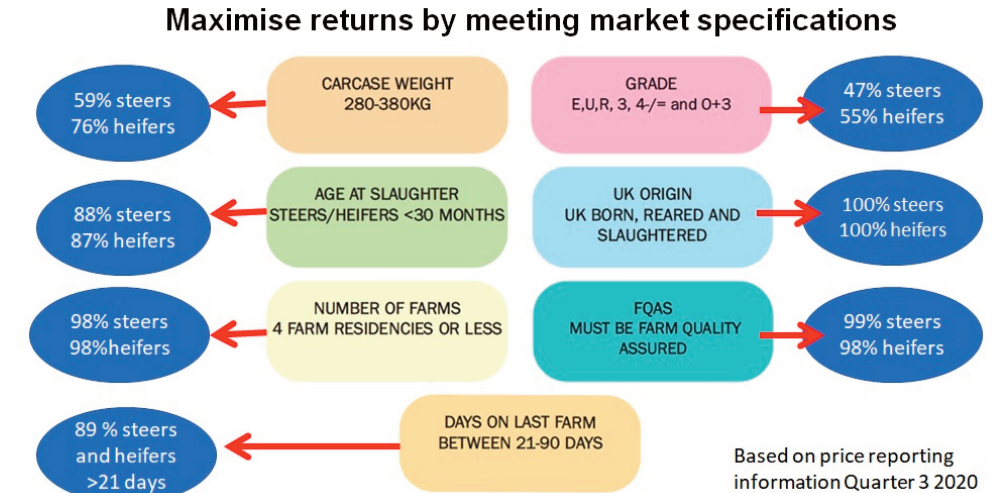 Maximise returns by meeting market specifications
59% steers
76% heifers
CARCASE WEIGHT
280-380KG
GRADE
E,U,R, 3, 4-/= and O+3
47% steers
55% heifers
88% steers
87% heifers
AGE AT SLAUGHTER
STEERS/HEIFERS <30 MONTHS
UK ORIGIN
UK BORN, REARED AND
SLAUGHTERED
100% steers
100% heifers
98% steers
98%heifers
NUMBER OF FARMS
4 FARM RESIDENCIES OR LESS
FQAS
MUST BE FARM QUALITY
ASSURED
99% steers
98% heifers
89 % steers
and heifers
>21 days
DAYS ON LAST FARM
BETWEEN 21-90 DAYS
Based on price reporting
information Quarter 3 2020